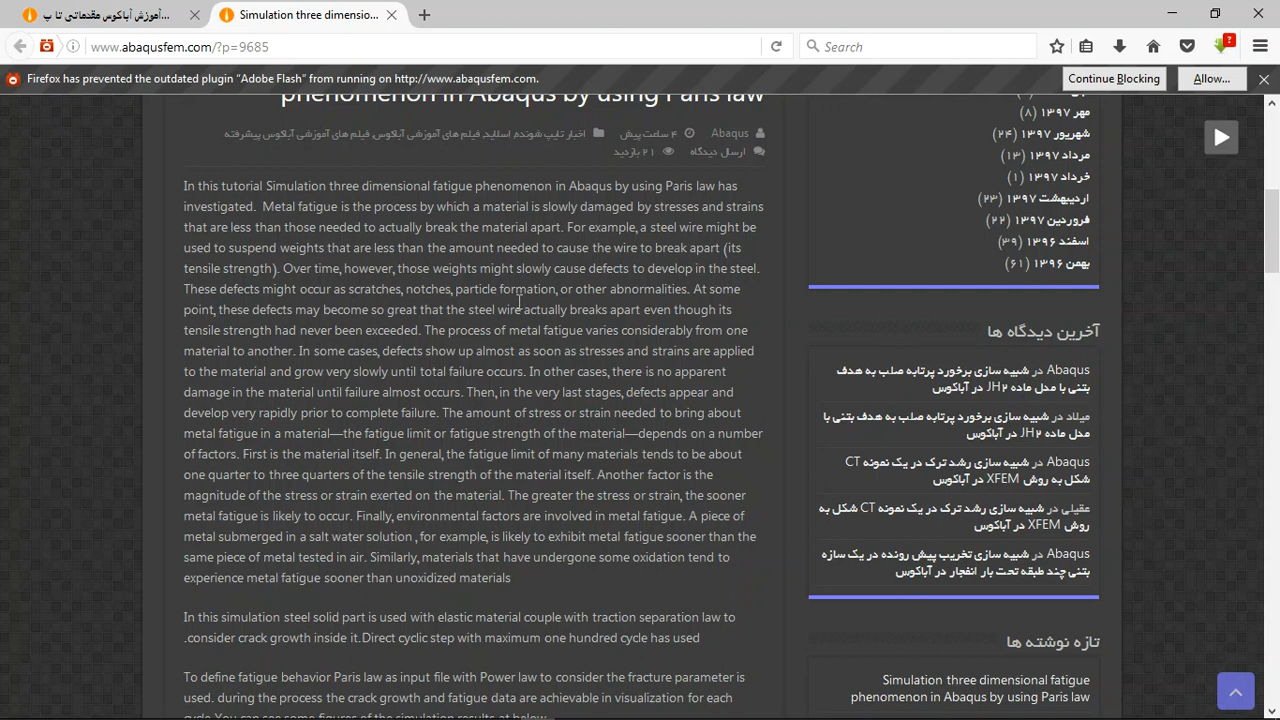 آموزش آباکوس مقدماتی تا پ...
Simulation three dimensio...
www.abaqusfem.com/?p=9685
Search
Firefox has prevented the outdated plugin "Adobe Flash" from running on http://www.abaqusfem.com.
Continue Blocking
Allow...
phenomenon in Abaqus by using Paris law
Abaqus ۴ ساعت پیش اخبار تایپ شونده, اسلاید, فیلم های آموزشی آباکوس, فیلم های آموزشی آباکوس پیشرفته
ارسال دیدگاه ۲۱ بازدید
In this tutorial Simulation three dimensional fatigue phenomenon in Abaqus by using Paris law has
investigated. Metal fatigue is the process by which a material is slowly damaged by stresses and strains
that are less than those needed to actually break the material apart. For example, a steel wire might be
used to suspend weights that are less than the amount needed to cause the wire to break apart (its
tensile strength). Over time, however, those weights might slowly cause defects to develop in the steel.
These defects might occur as scratches, notches, particle formation, or other abnormalities. At some
point, these defects may become so great that the steel wire actually breaks apart even though its
tensile strength had never been exceeded. The process of metal fatigue varies considerably from one
material to another. In some cases, defects show up almost as soon as stresses and strains are applied
to the material and grow very slowly until total failure occurs. In other cases, there is no apparent
damage in the material until failure almost occurs. Then, in the very last stages, defects appear and
develop very rapidly prior to complete failure. The amount of stress or strain needed to bring about
metal fatigue in a material—the fatigue limit or fatigue strength of the material—depends on a number
of factors. First is the material itself. In general, the fatigue limit of many materials tends to be about
one quarter to three quarters of the tensile strength of the material itself. Another factor is the
magnitude of the stress or strain exerted on the material. The greater the stress or strain, the sooner
metal fatigue is likely to occur. Finally, environmental factors are involved in metal fatigue. A piece of
metal submerged in a salt water solution , for example, is likely to exhibit metal fatigue sooner than the
same piece of metal tested in air. Similarly, materials that have undergone some oxidation tend to
experience metal fatigue sooner than unoxidized materials
In this simulation steel solid part is used with elastic material couple with traction separation law to
.consider crack growth inside it.Direct cyclic step with maximum one hundred cycle has used
To define fatigue behavior Paris law as input file with Power law to consider the fracture parameter is
used. during the process the crack growth and fatigue data are achievable in visualization for each
cycle.You can see some figures of the simulation results at below
مهر ۱۳۹۷ (۸)
شهریور ۱۳۹۷ (۲۴)
مرداد ۱۳۹۷ (۱۳)
خرداد ۱۳۹۷ (۱)
اردیبهشت ۱۳۹۷ (۲۳)
فروردین ۱۳۹۷ (۲۲)
اسفند ۱۳۹۶ (۳۹)
بهمن ۱۳۹۶ (۶۱)
آخرین دیدگاه ها
Abaqus در شبیه سازی برخورد پرتابه صلب به هدف
بتنی با مدل ماده JH۲ در آباکوس
میلاد در شبیه سازی برخورد پرتابه صلب به هدف بتنی با
مدل ماده JH۲ در آباکوس
Abaqus در شبیه سازی رشد ترک در یک نمونه CT
شکل به روش XFEM در آباکوس
عقیلی در شبیه سازی رشد ترک در یک نمونه CT شکل به
روش XFEM در آباکوس
Abaqus در شبیه سازی تخریب پیش رونده در یک سازه
بتنی چند طبقه تحت بار انفجار در آباکوس
تازه نوشته ها
Simulation three dimensional fatigue
phenomenon in Abaqus by using Paris law